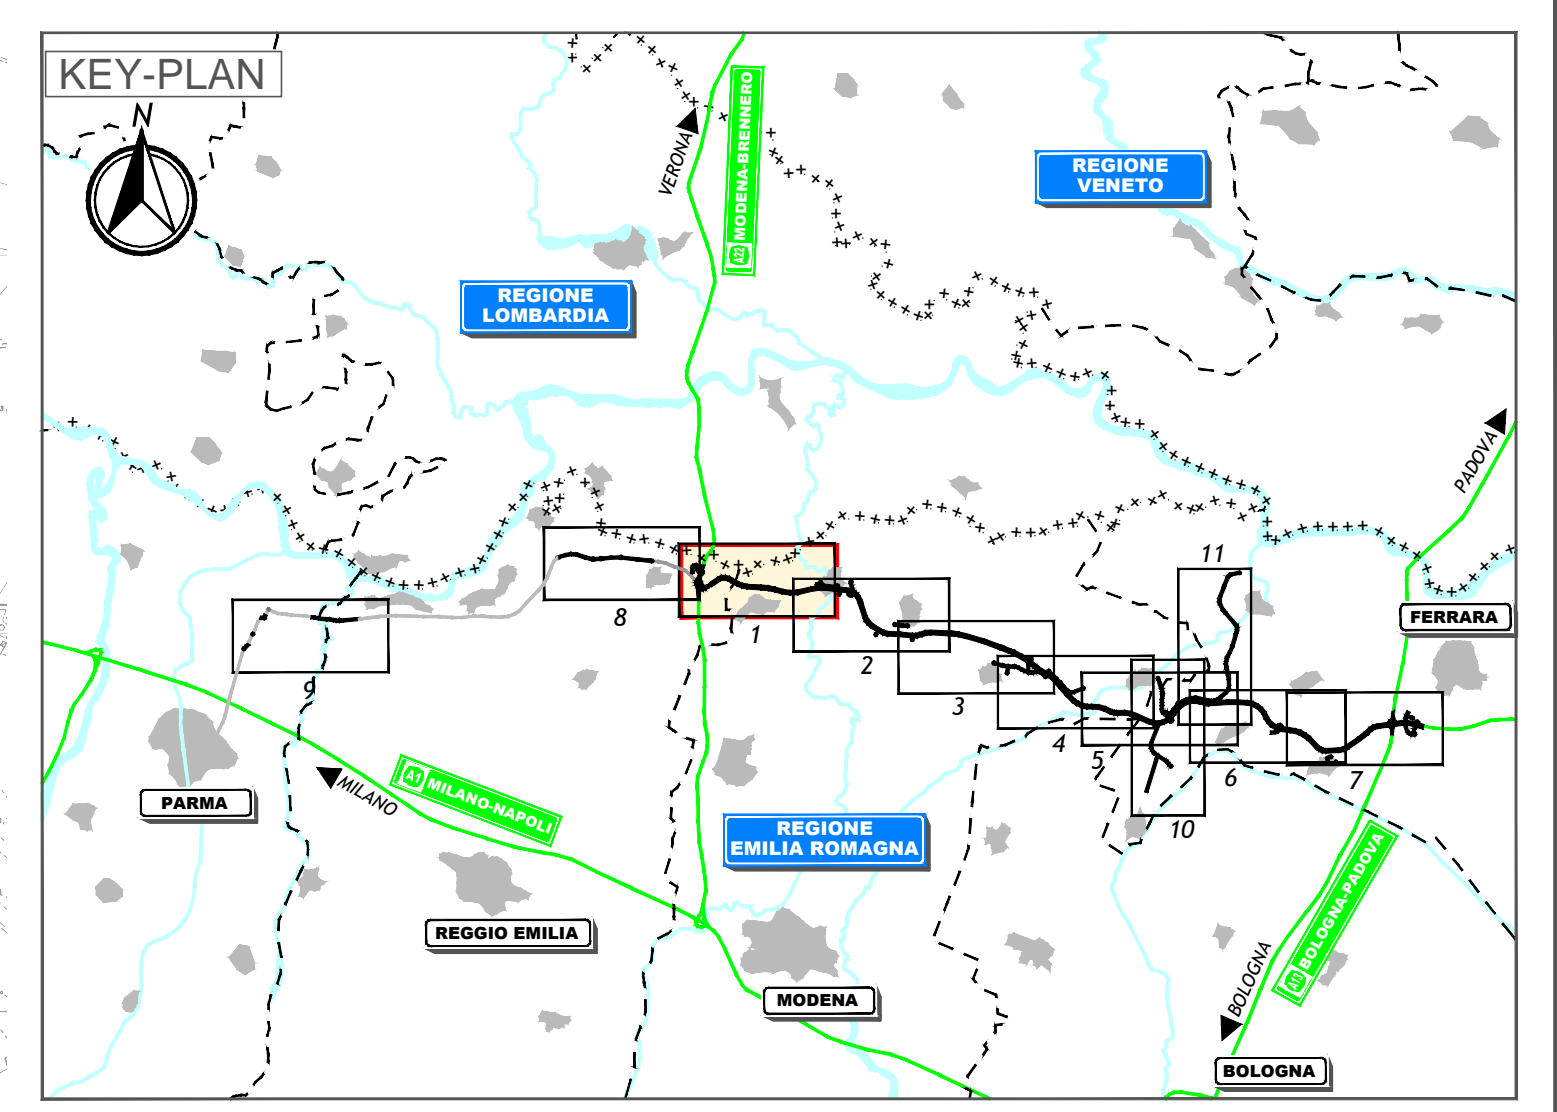 KEY-PLAN
N
VERONA
A22 MODENA-BRENNERO
REGIONE
VENETO
REGIONE
LOMBARDIA
PADOVA
11
FERRARA
8
1
1
2
9
3
4
5
6
7
10
PARMA
MILANO
A1 MILANO-NAPOLI
REGIONE
EMILIA ROMAGNA
REGGIO EMILIA
MODENA
A13 BOLOGNA-PADOVA
BOLOGNA
BOLOGNA